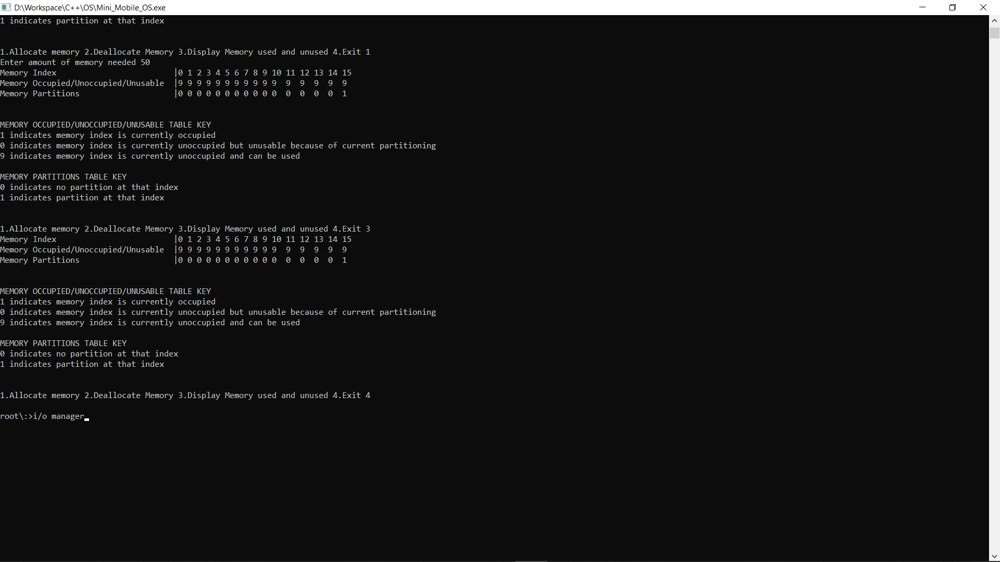 D:\Workspace\C++\OS\Mini_Mobile_OS.exe
1 indicates partition at that index
1.Allocate memory 2.Deallocate Memory 3.Display Memory used and unused 4.Exit 1
Enter amount of memory needed 50
Memory Index                         |0 1 2 3 4 5 6 7 8 9 10 11 12 13 14 15
Memory Occupied/Unoccupied/Unusable  |9 9 9 9 9 9 9 9 9 9 9  9  9  9  9  9
Memory Partitions                    |0 0 0 0 0 0 0 0 0 0 0  0  0  0  0  1
MEMORY OCCUPIED/UNOCCUPIED/UNUSABLE TABLE KEY
1 indicates memory index is currently occupied
0 indicates memory index is currently unoccupied but unusable because of current partitioning
9 indicates memory index is currently unoccupied and can be used
MEMORY PARTITIONS TABLE KEY
0 indicates no partition at that index
1 indicates partition at that index
1.Allocate memory 2.Deallocate Memory 3.Display Memory used and unused 4.Exit 3
Memory Index                         |0 1 2 3 4 5 6 7 8 9 10 11 12 13 14 15
Memory Occupied/Unoccupied/Unusable  |9 9 9 9 9 9 9 9 9 9 9  9  9  9  9  9
Memory Partitions                    |0 0 0 0 0 0 0 0 0 0 0  0  0  0  0  1
MEMORY OCCUPIED/UNOCCUPIED/UNUSABLE TABLE KEY
1 indicates memory index is currently occupied
0 indicates memory index is currently unoccupied but unusable because of current partitioning
9 indicates memory index is currently unoccupied and can be used
MEMORY PARTITIONS TABLE KEY
0 indicates no partition at that index
1 indicates partition at that index
1.Allocate memory 2.Deallocate Memory 3.Display Memory used and unused 4.Exit 4
root\:>i/o manager